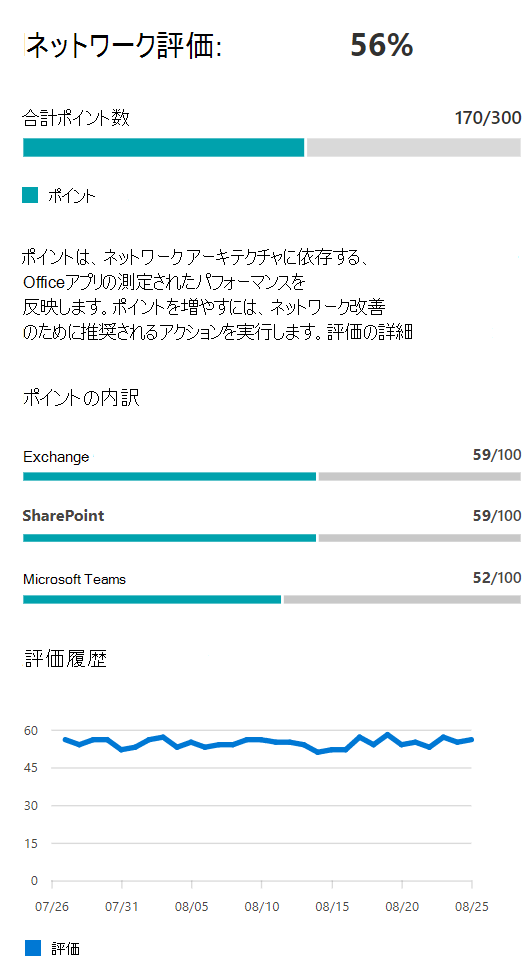 ネットワーク評価: 56%
合計ポイント数 170/300
ポイント
ポイントは、ネットワーク アーキテクチャに依存する、
Officeアプリの測定されたパフォーマンスを
反映します。ポイントを増やすには、ネットワーク改善
のために推奨されるアクションを実行します。評価の詳細
ポイントの内訳
Exchange 59/100
SharePoint 59/100
Microsoft Teams 52/100
評価履歴
60
45
30
15
0
07/26 07/31 08/05 08/10 08/15 08/20 08/25
評価